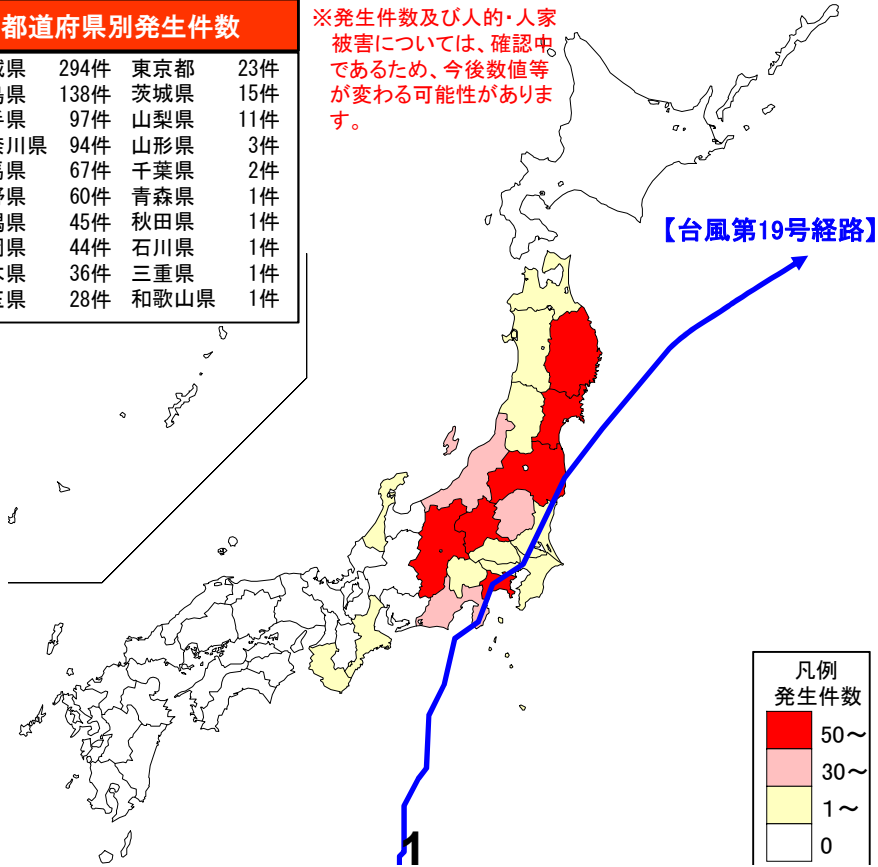 都道府県別発生件数
城県 294件 東京都 23件
島県 138件 茨城県 15件
手県 97件 山梨県 11件
奈川県 94件 山形県 3件
馬県 67件 千葉県 2件
野県 60件 青森県 1件
潟県 45件 秋田県 1件
岡県 44件 石川県 1件
木県 36件 三重県 1件
玉県 28件 和歌山県 1件
※発生件数及び人的・人家
被害については、確認中
であるため、今後数値等
が変わる可能性がありま
す。
【台風第19号経路】
凡例
発生件数
50～
30～
1～
0
1